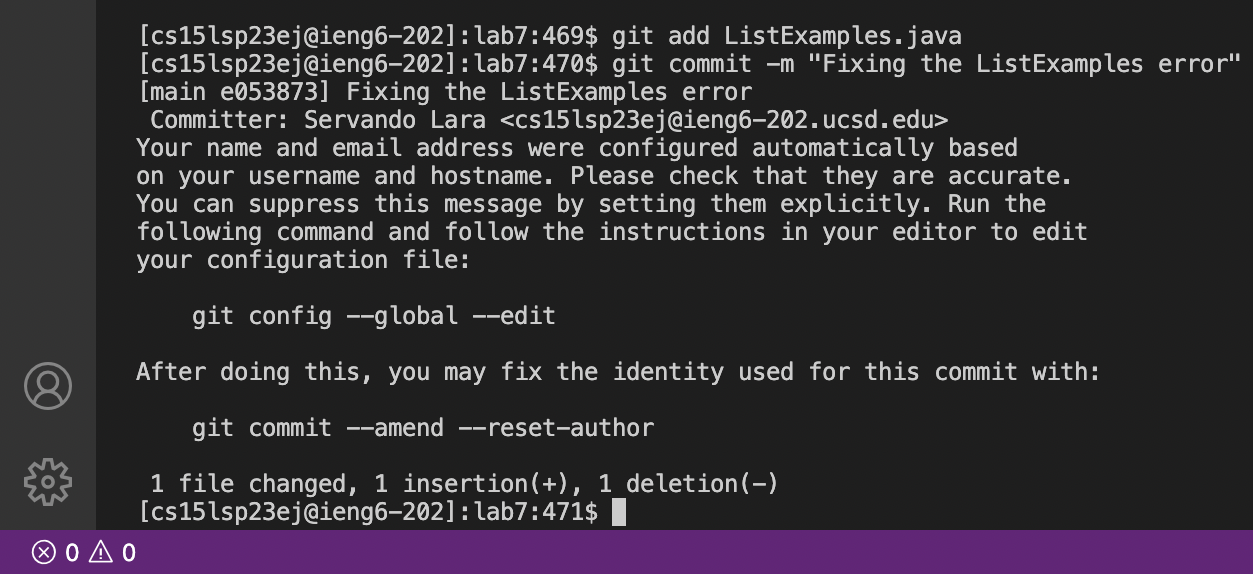 [cs15lsp23ej@ieng6-202]:lab7:469$ git add ListExamples.java
[cs15lsp23ej@ieng6-202]:lab7:470$ git commit -m "Fixing the ListExamples error"
[main e053873] Fixing the ListExamples error
 Committer: Servando Lara <cs15lsp23ej@ieng6-202.ucsd.edu>
Your name and email address were configured automatically based
on your username and hostname. Please check that they are accurate.
You can suppress this message by setting them explicitly. Run the
following command and follow the instructions in your editor to edit
your configuration file:

    git config --global --edit

After doing this, you may fix the identity used for this commit with:

    git commit --amend --reset-author

 1 file changed, 1 insertion(+), 1 deletion(-)
[cs15lsp23ej@ieng6-202]:lab7:471$
0 0